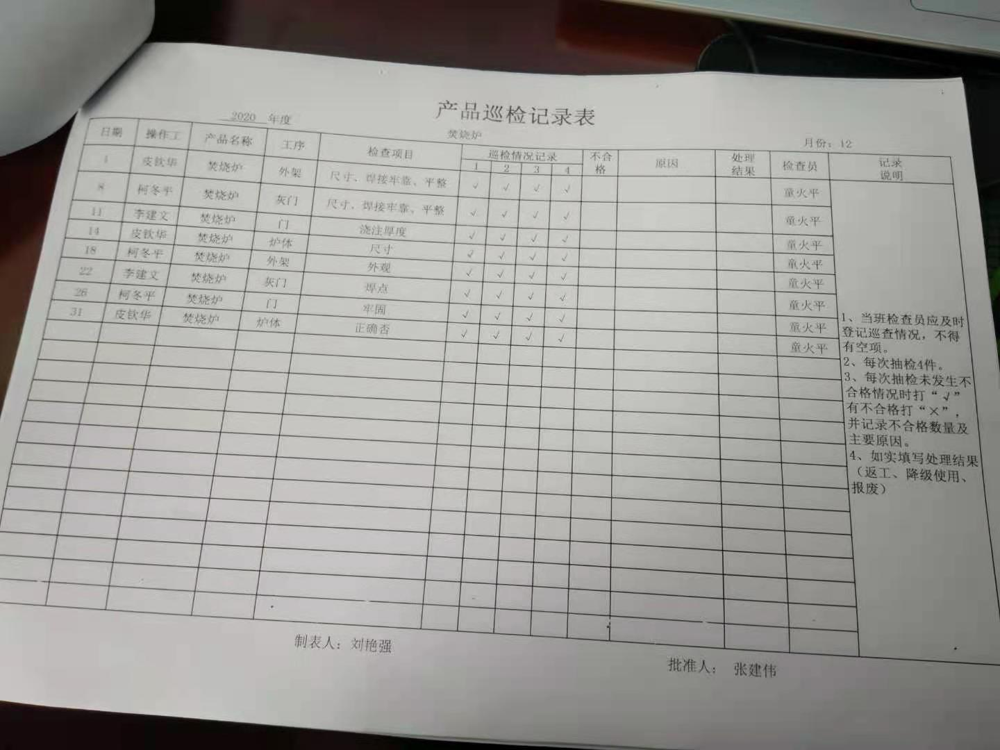 产品巡检记录表
2020 年度
焚烧炉
月份：12
日期 操作工 产品名称 工序 检查项目 巡检情况记录 不合格 原因 处理结果 检查员 记录说明
1 2 3 4
1 皮钦华 焚烧炉 外架 尺寸、焊接牢靠、平整 √ √ √ √ 童火平
8 柯冬平 焚烧炉 灰门 尺寸、焊接牢靠、平整 √ √ √ √ 童火平
11 李建文 焚烧炉 门 浇注厚度 √ √ √ √ 童火平
14 皮钦华 焚烧炉 炉体 尺寸 √ √ √ √ 童火平
18 柯冬平 焚烧炉 外架 外观 √ √ √ √ 童火平
22 李建文 焚烧炉 灰门 焊点 √ √ √ √ 童火平
26 柯冬平 焚烧炉 门 牢固 √ √ √ √ 童火平
31 皮钦华 焚烧炉 炉体 正确否 √ √ √ √ 童火平
1、当班检查员应及时
登记巡查情况，不得
有空项。
2、每次抽检4件。
3、每次抽检未发生不
合格情况时打“√”
有不合格打“×”，
并记录不合格数量及
主要原因。
4、如实填写处理结果
（返工、降级使用、
报废）
制表人：刘艳强
批准人： 张建伟